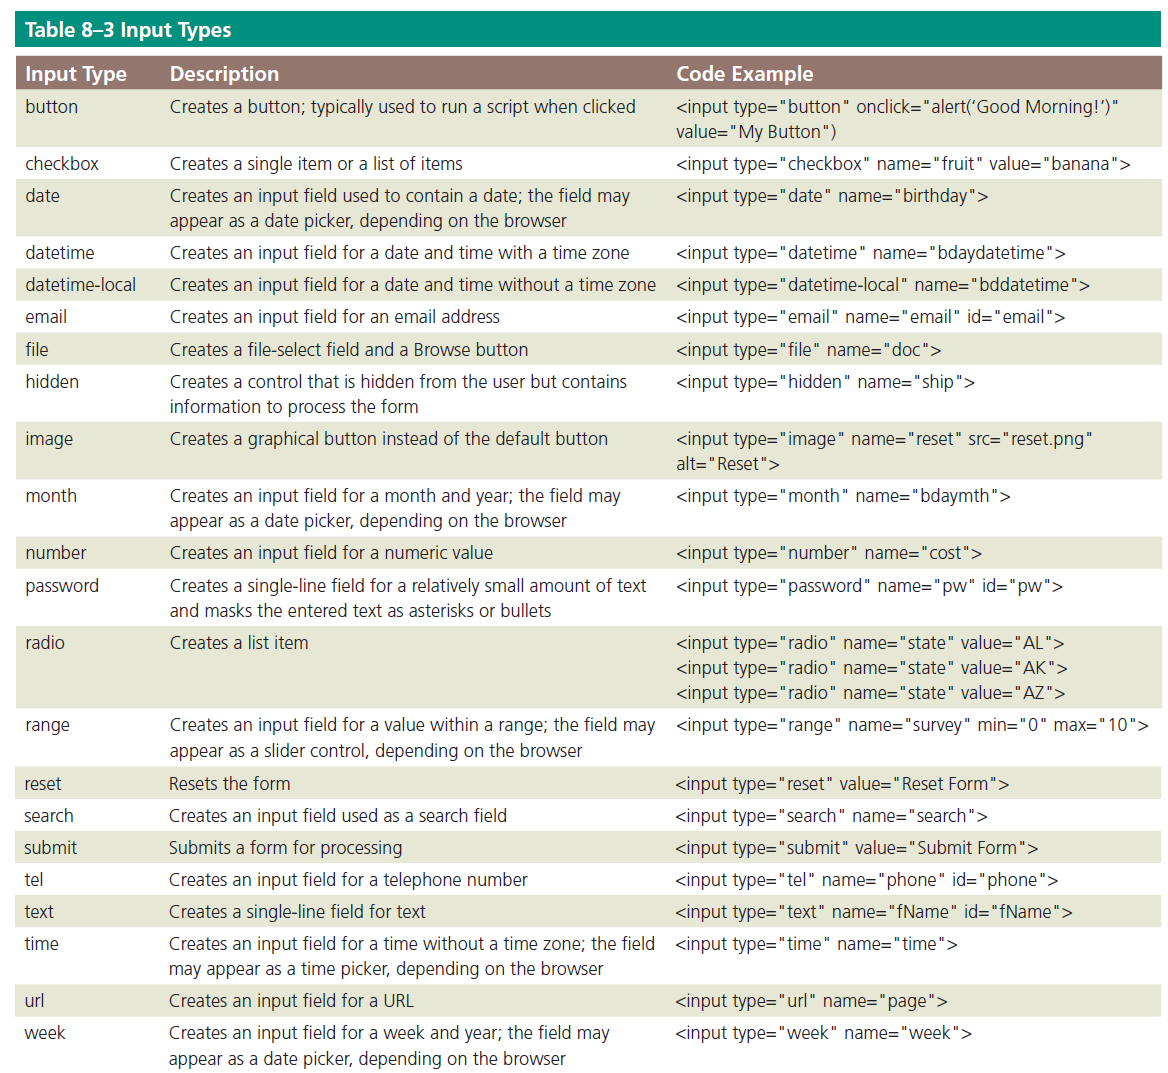 Table 8–3 Input Types
Input Type Description Code Example
button Creates a button; typically used to run a script when clicked <input type="button" onclick="alert(‘Good Morning!’)"
value="My Button")
checkbox Creates a single item or a list of items <input type="checkbox" name="fruit" value="banana">
date Creates an input field used to contain a date; the field may <input type="date" name="birthday">
appear as a date picker, depending on the browser
datetime Creates an input field for a date and time with a time zone <input type="datetime" name="bdaydatetime">
datetime-local Creates an input field for a date and time without a time zone <input type="datetime-local" name="bddatetime">
email Creates an input field for an email address <input type="email" name="email" id="email">
file Creates a file-select field and a Browse button <input type="file" name="doc">
hidden Creates a control that is hidden from the user but contains <input type="hidden" name="ship">
information to process the form
image Creates a graphical button instead of the default button <input type="image" name="reset" src="reset.png"
alt="Reset">
month Creates an input field for a month and year; the field may <input type="month" name="bdaymth">
appear as a date picker, depending on the browser
number Creates an input field for a numeric value <input type="number" name="cost">
password Creates a single-line field for a relatively small amount of text <input type="password" name="pw" id="pw">
and masks the entered text as asterisks or bullets
radio Creates a list item <input type="radio" name="state" value="AL">
<input type="radio" name="state" value="AK">
<input type="radio" name="state" value="AZ">
range Creates an input field for a value within a range; the field may <input type="range" name="survey" min="0" max="10">
appear as a slider control, depending on the browser
reset Resets the form <input type="reset" value="Reset Form">
search Creates an input field used as a search field <input type="search" name="search">
submit Submits a form for processing <input type="submit" value="Submit Form">
tel Creates an input field for a telephone number <input type="tel" name="phone" id="phone">
text Creates a single-line field for text <input type="text" name="fName" id="fName">
time Creates an input field for a time without a time zone; the field <input type="time" name="time">
may appear as a time picker, depending on the browser
url Creates an input field for a URL <input type="url" name="page">
week Creates an input field for a week and year; the field may <input type="week" name="week">
appear as a date picker, depending on the browser